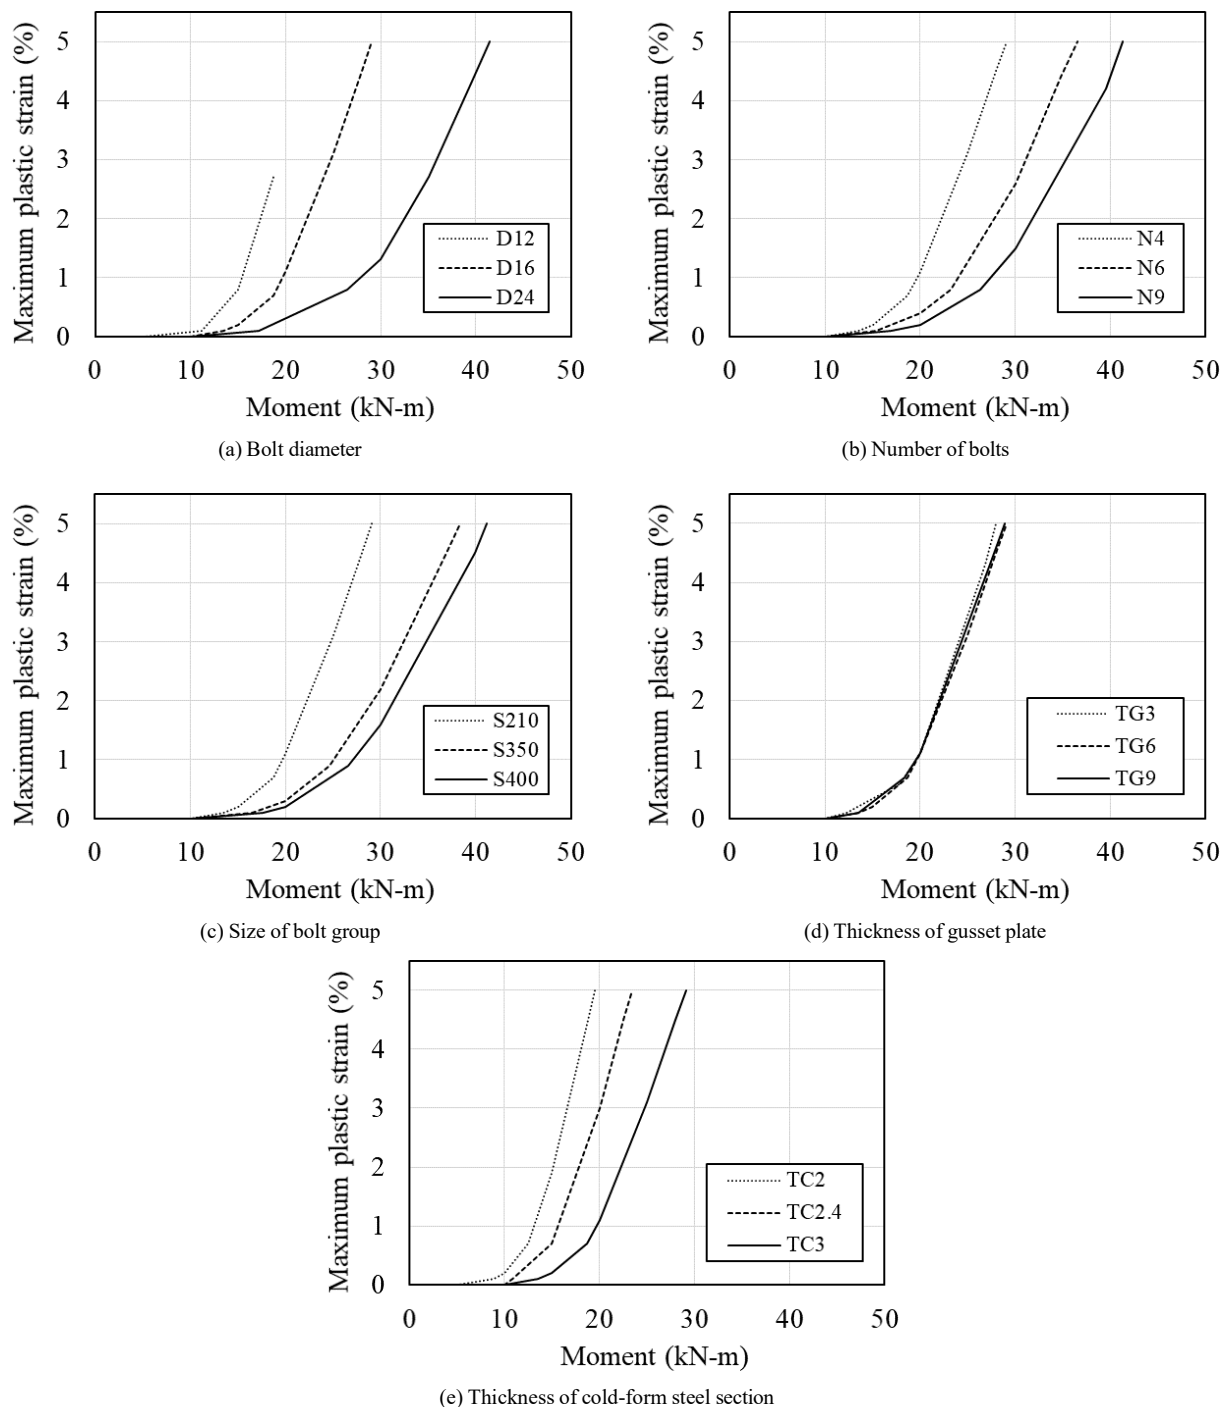 Maximum plastic strain (%)
5
4
3
2
1
0
D12
D16
D24
0 10 20 30 40 50
Moment (kN-m)
(a) Bolt diameter
Maximum plastic strain (%)
5
4
3
2
1
0
N4
N6
N9
0 10 20 30 40 50
Moment (kN-m)
(b) Number of bolts
Maximum plastic strain (%)
5
4
3
2
1
0
S210
S350
S400
0 10 20 30 40 50
Moment (kN-m)
(c) Size of bolt group
Maximum plastic strain (%)
5
4
3
2
1
0
TG3
TG6
TG9
0 10 20 30 40 50
Moment (kN-m)
(d) Thickness of gusset plate
Maximum plastic strain (%)
5
4
3
2
1
0
TC2
TC2.4
TC3
0 10 20 30 40 50
Moment (kN-m)
(e) Thickness of cold-form steel section